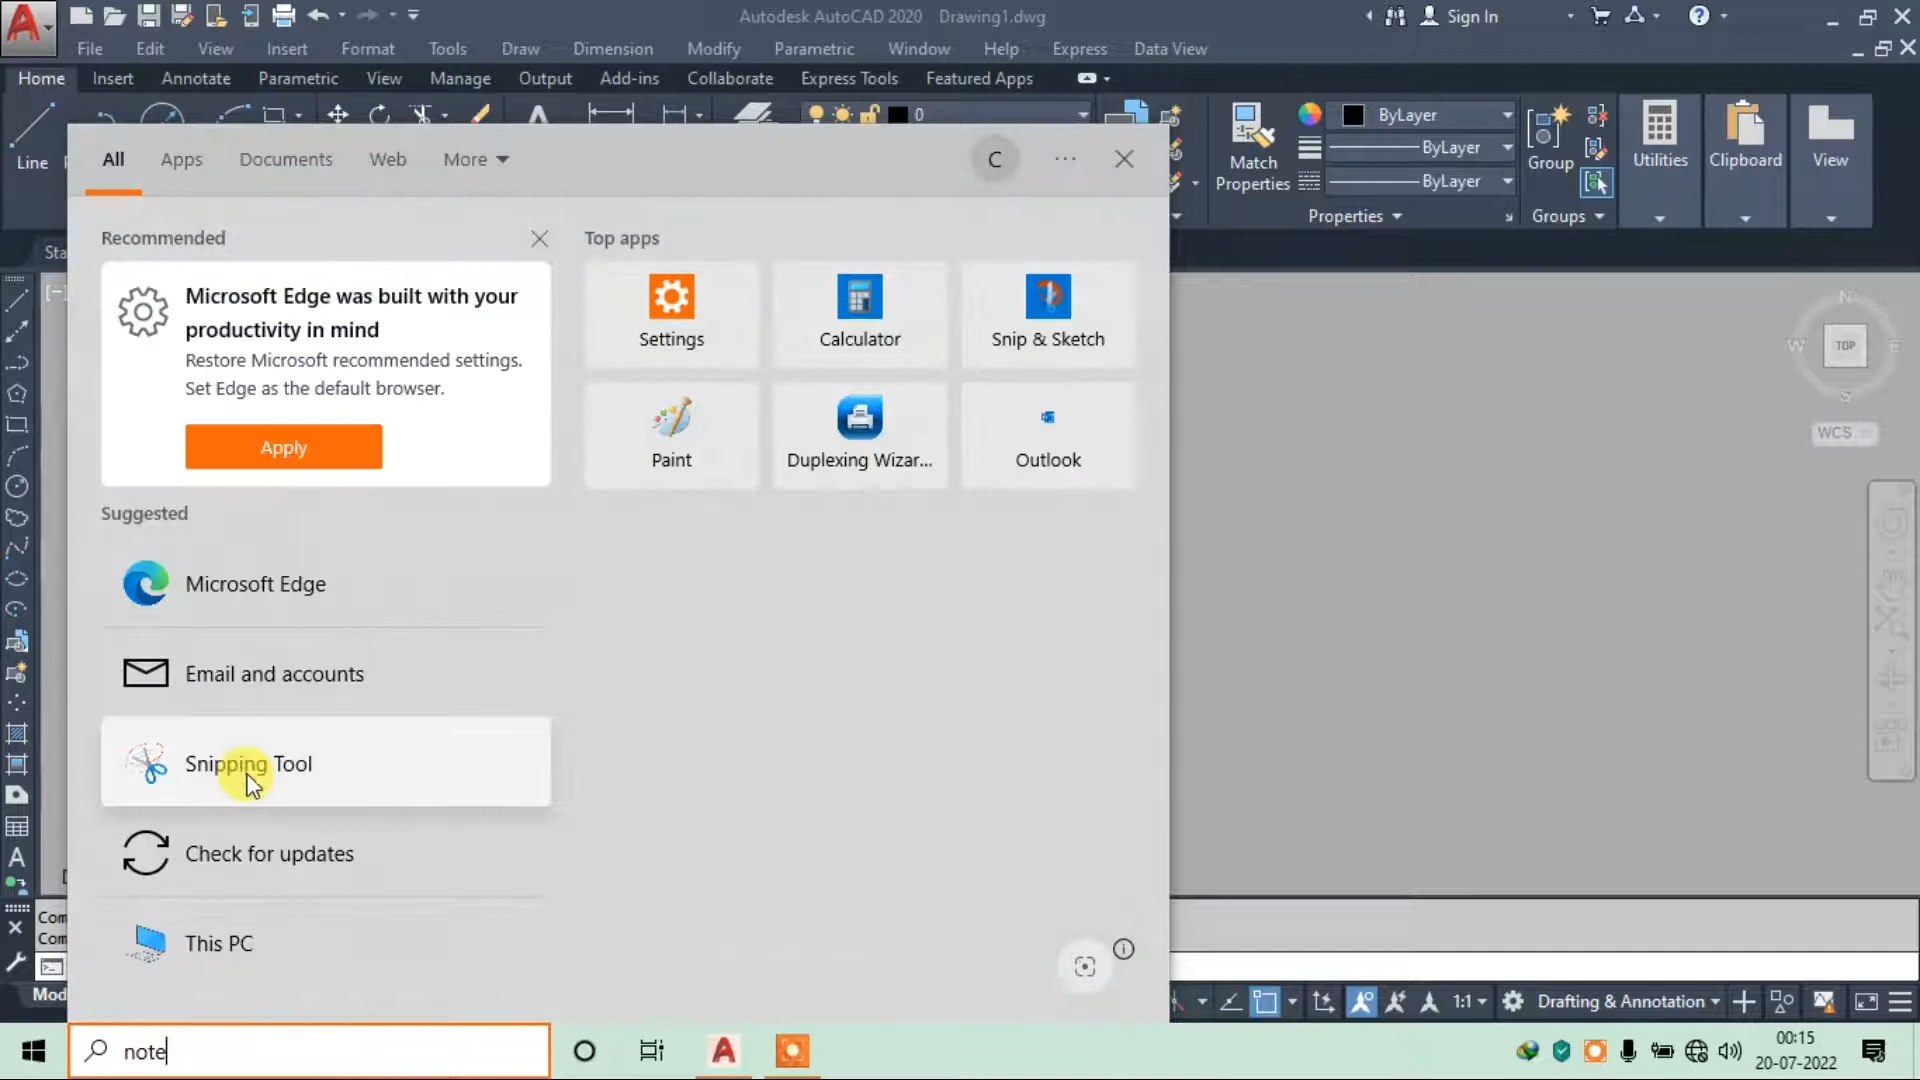 Autodesk AutoCAD 2020 Drawing1.dwg
Sign In
File Edit View Insert Format Tools Draw Dimension Modify Parametric Window Help Express Data View
Home Insert Annotate Parametric View Manage Output Add-ins Collaborate Express Tools Featured Apps
0
ByLayer
Line
Match
Properties
ByLayer
ByLayer
Group
Utilities
Clipboard
View
Properties
Groups
All Apps Documents Web More
C
Recommended
Microsoft Edge was built with your
productivity in mind
Restore Microsoft recommended settings.
Set Edge as the default browser.
Apply
Top apps
Settings
Calculator
Snip & Sketch
Paint
Duplexing Wizar...
Outlook
Suggested
Microsoft Edge
Email and accounts
Snipping Tool
Check for updates
This PC
N
W TOP E
S
WCS
Com
Com
Mod
1:1
Drafting & Annotation
note
00:15
20-07-2022